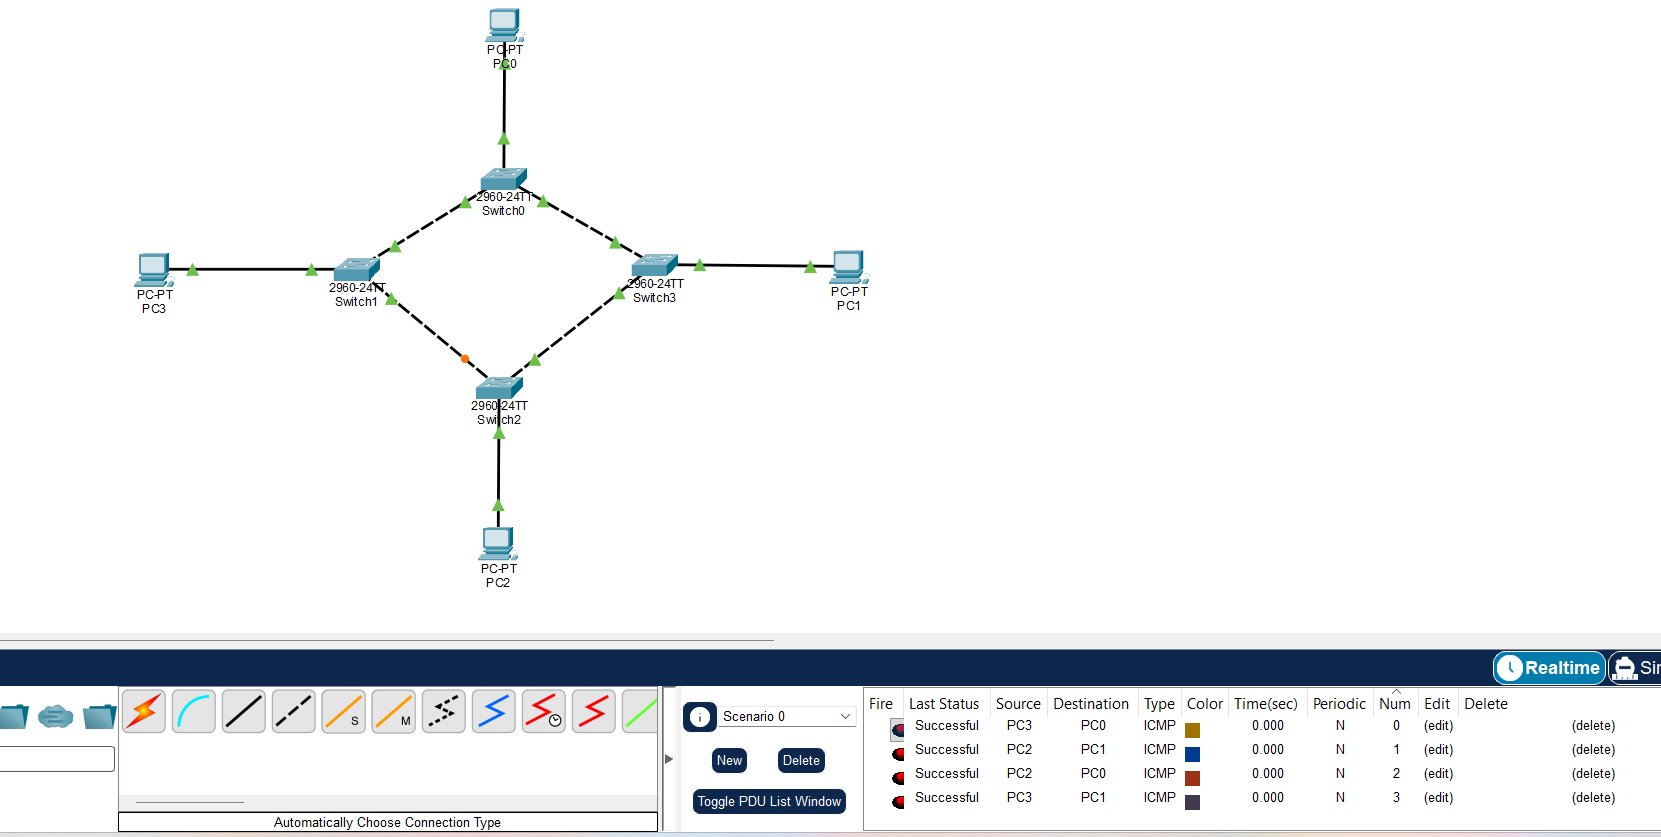 PC-PT
PC0
2960-24TT
Switch0
PC-PT
PC3
2960-24TT
Switch1
2960-24TT
Switch3
PC-PT
PC1
2960-24TT
Switch2
PC-PT
PC2
Realtime
S
M
Automatically Choose Connection Type
i
Scenario 0
New
Delete
Toggle PDU List Window
Fire Last Status Source Destination Type Color Time(sec) Periodic Num Edit Delete
Successful PC3 PC0 ICMP 0.000 N 0 (edit) (delete)
Successful PC2 PC1 ICMP 0.000 N 1 (edit) (delete)
Successful PC2 PC0 ICMP 0.000 N 2 (edit) (delete)
Successful PC3 PC1 ICMP 0.000 N 3 (edit) (delete)